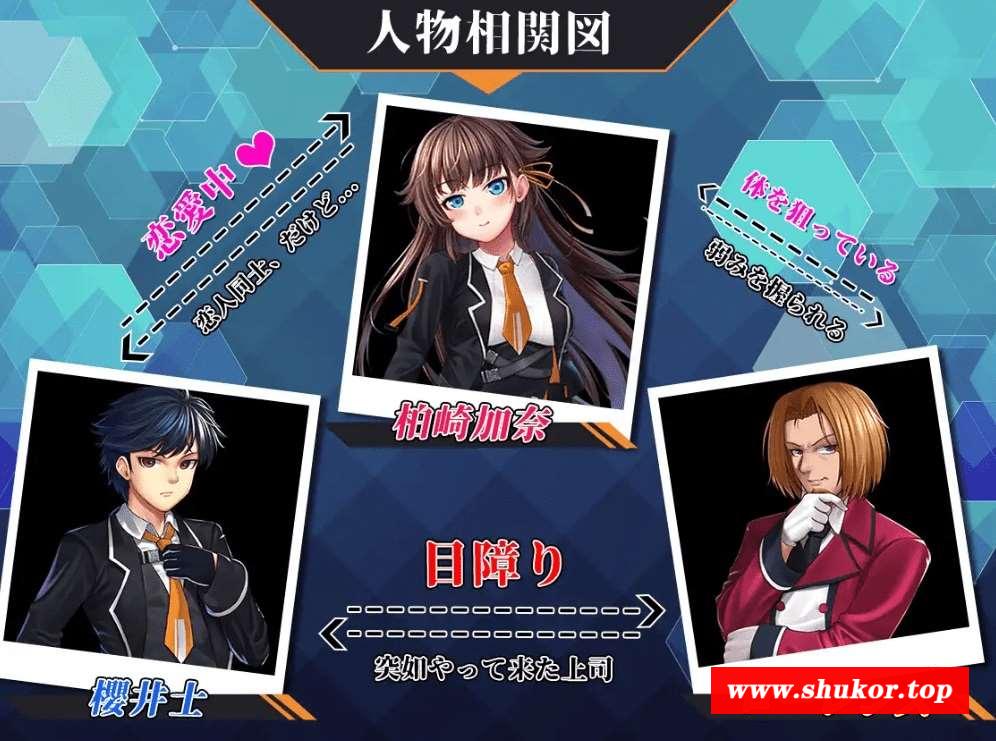 人物相関図
恋愛中
恋人同士、だけど…
体を狙っている
弱みを握られる
柏崎加奈
目障り
突如やって来た上司
櫻井士
www.shukor.top